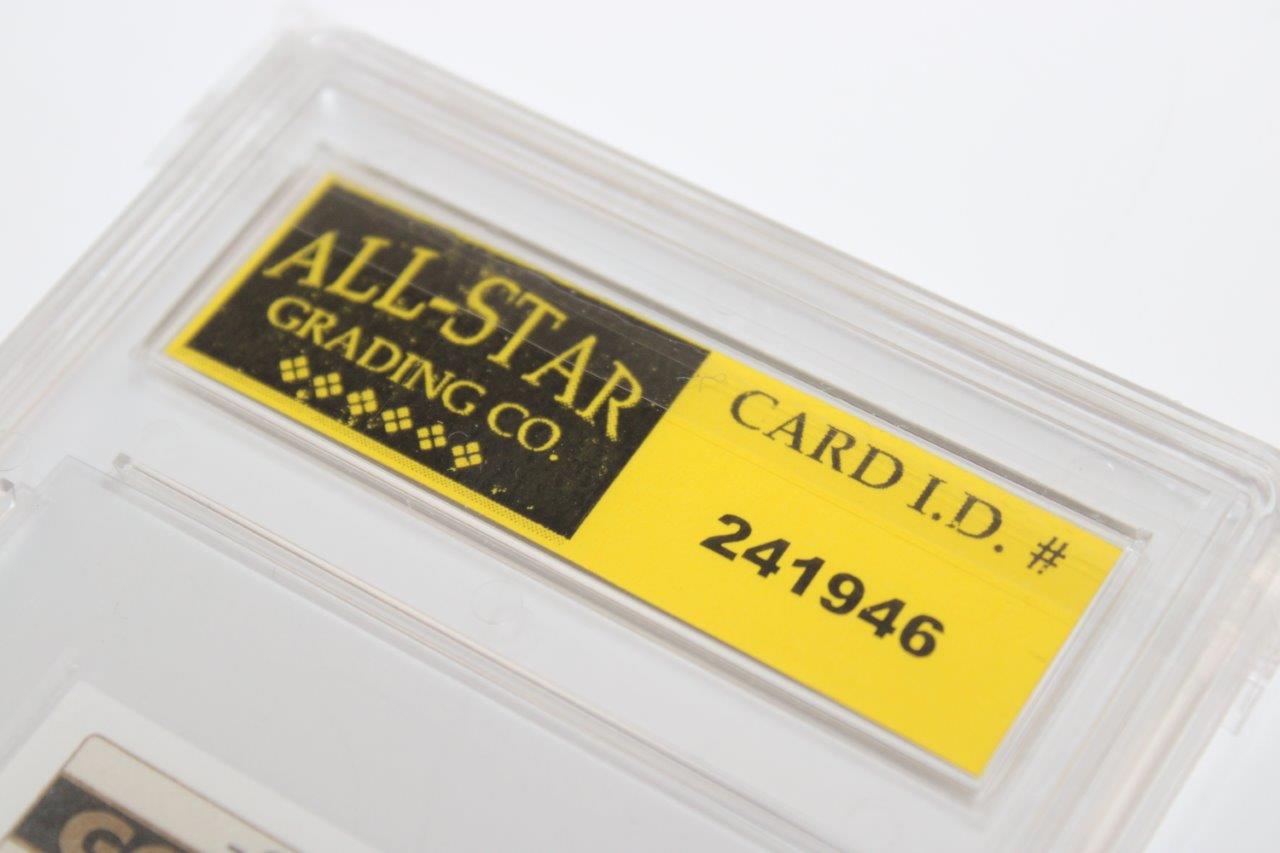 ALL-STAR
GRADING CO.
CARD I.D. #
241946